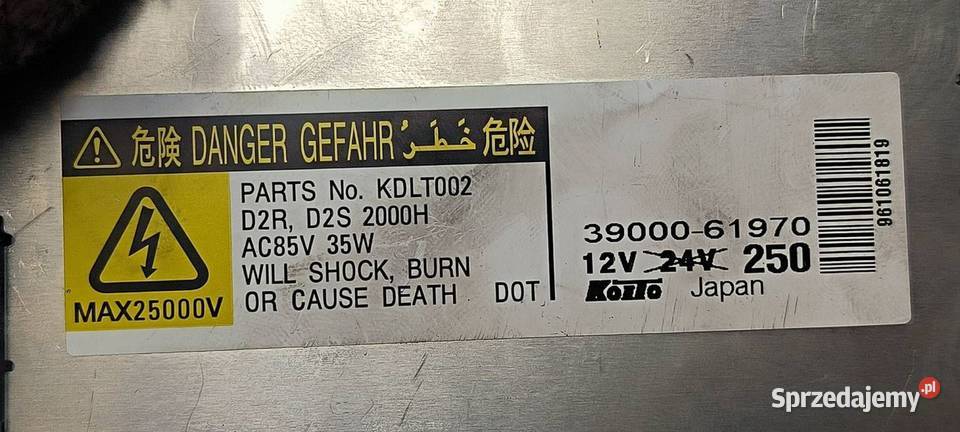 危険 DANGER GEFAHR خَطَرُ 危险
MAX25000V
PARTS No. KDLT002
D2R, D2S 2000H
AC85V 35W
WILL SHOCK, BURN
OR CAUSE DEATH DOT
39000-61970
12V 24V 250
KOITO Japan
961061819
Sprzedajemy.pl